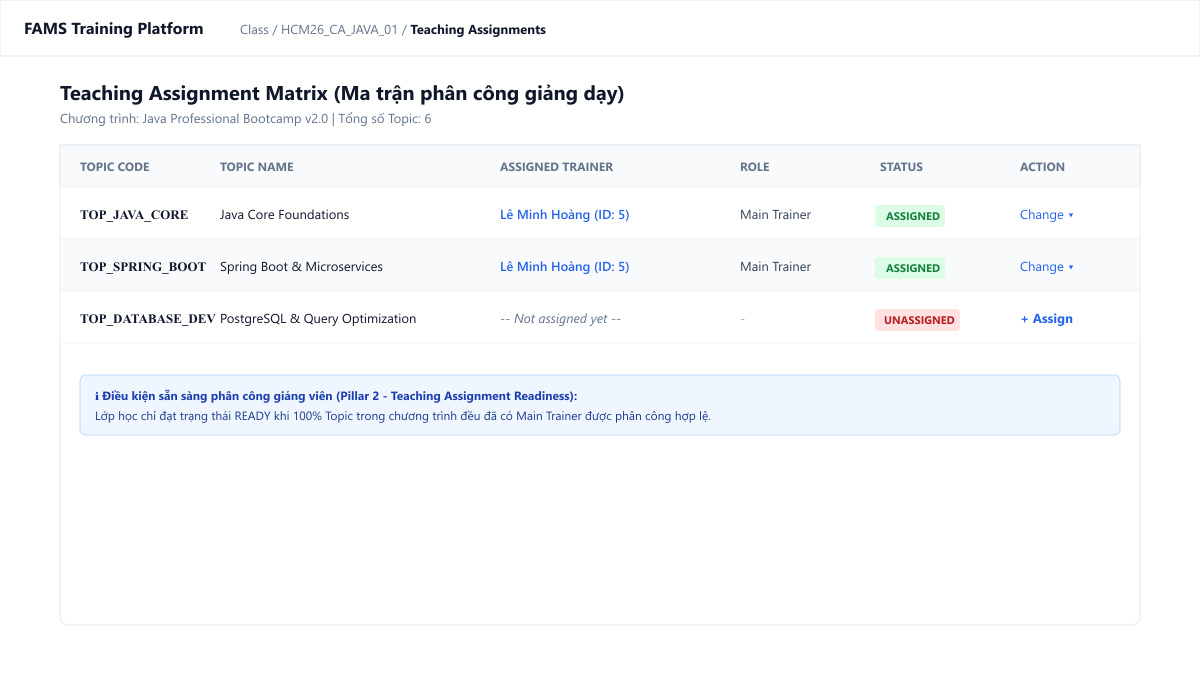 FAMS Training Platform Class / HCM26_CA_JAVA_01 / Teaching Assignments
Teaching Assignment Matrix (Ma trận phân công giảng dạy)
Chương trình: Java Professional Bootcamp v2.0 | Tổng số Topic: 6
TOPIC CODE TOPIC NAME ASSIGNED TRAINER ROLE STATUS ACTION
TOP_JAVA_CORE Java Core Foundations Lê Minh Hoàng (ID: 5) Main Trainer ASSIGNED Change ▾
TOP_SPRING_BOOT Spring Boot & Microservices Lê Minh Hoàng (ID: 5) Main Trainer ASSIGNED Change ▾
TOP_DATABASE_DEV PostgreSQL & Query Optimization -- Not assigned yet -- - UNASSIGNED + Assign
ℹ Điều kiện sẵn sàng phân công giảng viên (Pillar 2 - Teaching Assignment Readiness):
Lớp học chỉ đạt trạng thái READY khi 100% Topic trong chương trình đều đã có Main Trainer được phân công hợp lệ.